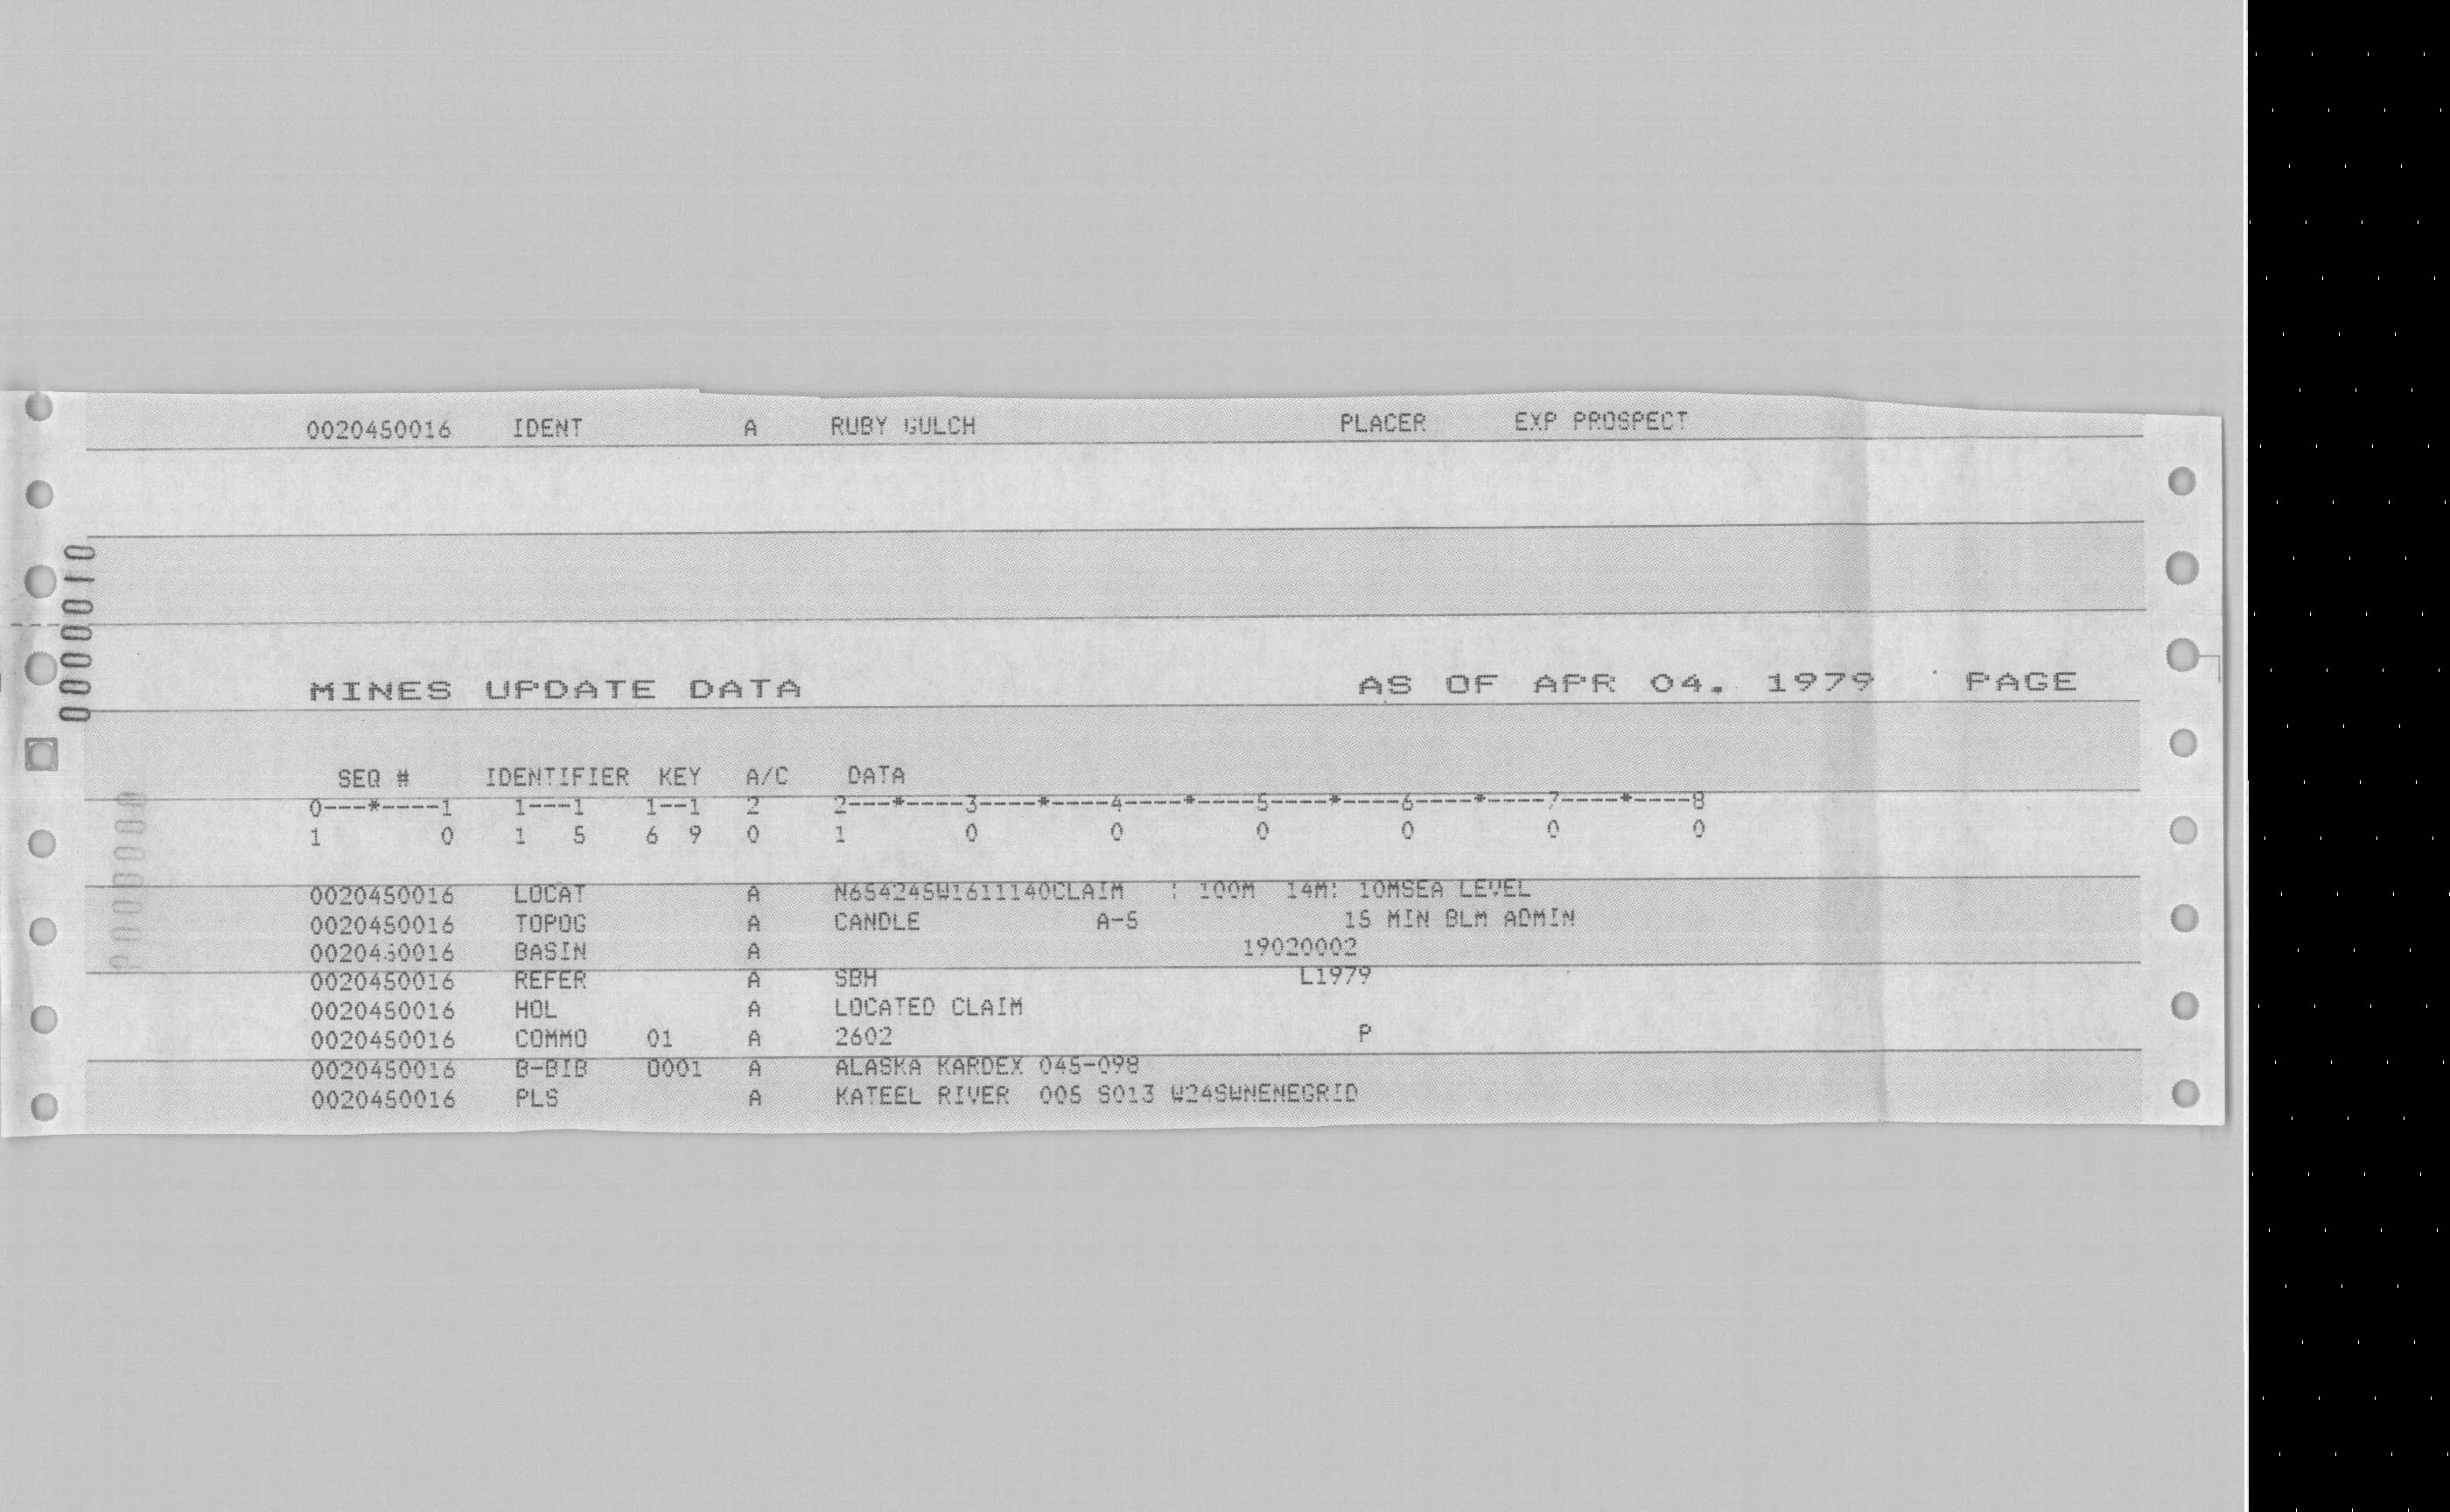 0020450016 IDENT A RUBY GULCH PLACER EXP PROSPECT
0000010
MINES UPDATE DATA AS OF APR 04. 1979 PAGE
SEQ # IDENTIFIER KEY A/C DATA
0---*----1 1---1 1--1 2 2---*----3----*----4----*----5----*----6----*----7----*----8
1 0 1 5 6 9 0 1 0 0 0 0 0 0
0020450016 LOCAT A N654245W1611140CLAIM : 100M 14M: 10MSEA LEVEL
0020450016 TOPOG A CANDLE A-5 15 MIN BLM ADMIN
0020450016 BASIN A 19020002
0020450016 REFER A SBH L1979
0020450016 HOL A LOCATED CLAIM
0020450016 COMMO 01 A 2602 P
0020450016 B-BIB 0001 A ALASKA KARDEX 045-098
0020450016 PLS A KATEEL RIVER 005 S013 W24SWNENEGRID